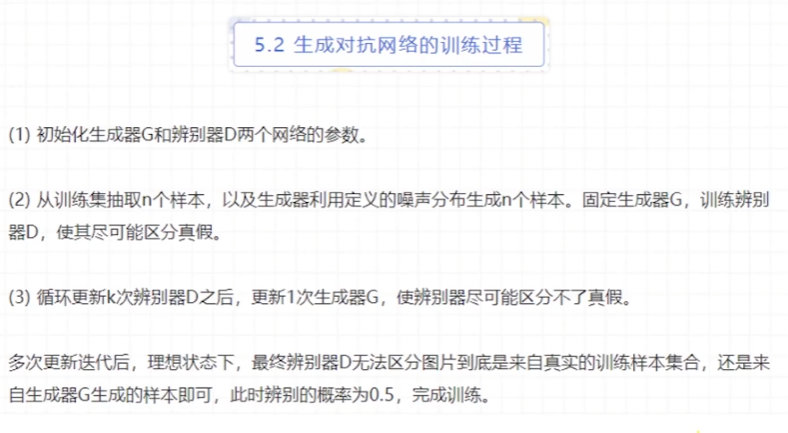 5.2 生成对抗网络的训练过程
(1) 初始化生成器G和辨别器D两个网络的参数。
(2) 从训练集抽取n个样本，以及生成器利用定义的噪声分布生成n个样本。固定生成器G，训练辨别
器D，使其尽可能区分真假。
(3) 循环更新k次辨别器D之后，更新1次生成器G，使辨别器尽可能区分不了真假。
多次更新迭代后，理想状态下，最终辨别器D无法区分图片到底是来自真实的训练样本集合，还是来
自生成器G生成的样本即可，此时辨别的概率为0.5，完成训练。